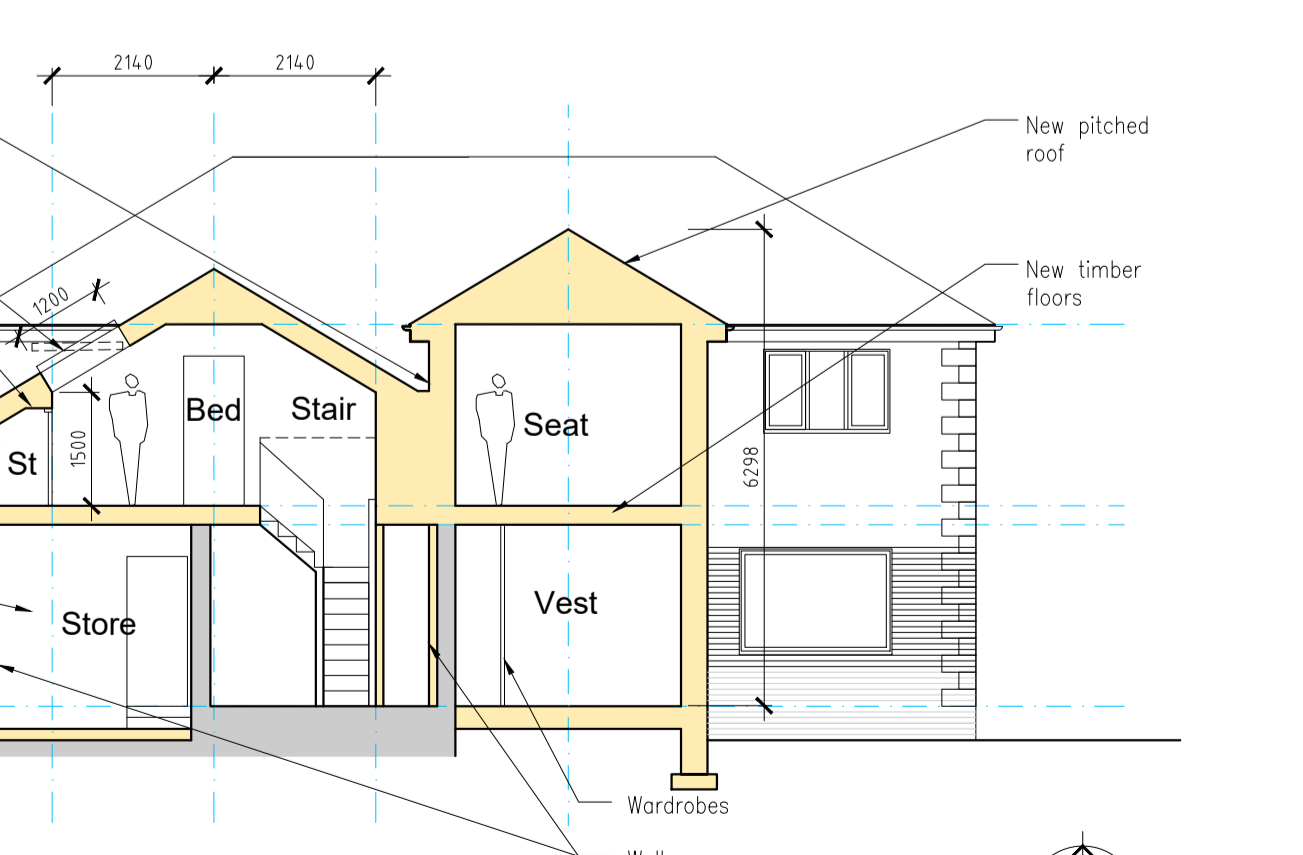 2140
2140
New pitched
roof
New timber
floors
1200
Bed
Stair
Seat
St
1500
6298
Store
Vest
Wardrobes